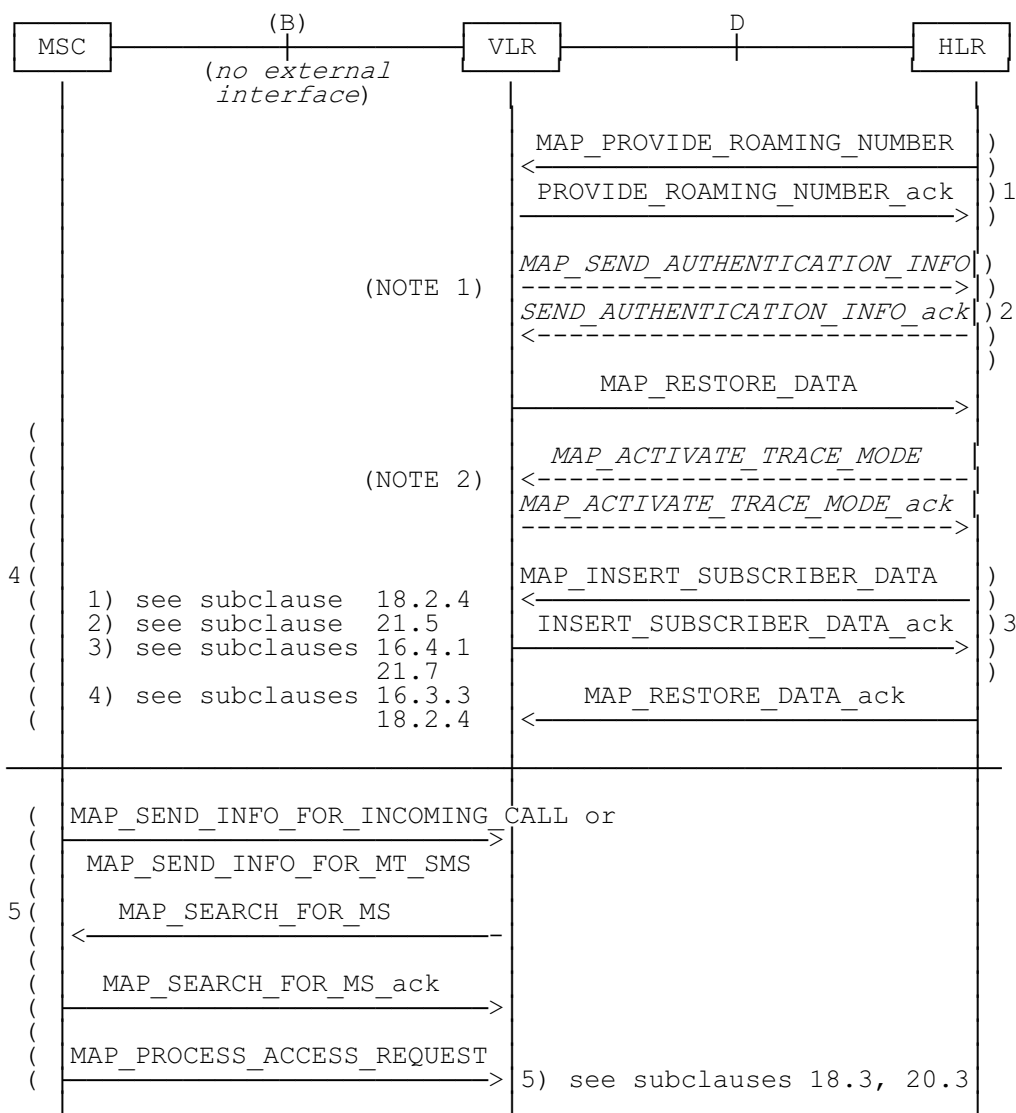 (B) D
MSC VLR HLR
(no external
interface)
MAP_PROVIDE_ROAMING_NUMBER )
)
PROVIDE_ROAMING_NUMBER_ack )1
)
MAP_SEND_AUTHENTICATION_INFO )
(NOTE 1) )
SEND_AUTHENTICATION_INFO_ack )2
)
)
MAP_RESTORE_DATA
(
( MAP_ACTIVATE_TRACE_MODE
( (NOTE 2)
( MAP_ACTIVATE_TRACE_MODE_ack
(
(
4( MAP_INSERT_SUBSCRIBER_DATA )
( 1) see subclause 18.2.4 )
( 2) see subclause 21.5 INSERT_SUBSCRIBER_DATA_ack )3
( 3) see subclauses 16.4.1 )
( 21.7 )
( 4) see subclauses 16.3.3 MAP_RESTORE_DATA_ack
( 18.2.4
( MAP_SEND_INFO_FOR_INCOMING_CALL or
(
( MAP_SEND_INFO_FOR_MT_SMS
(
5( MAP_SEARCH_FOR_MS
(
(
( MAP_SEARCH_FOR_MS_ack
(
(
( MAP_PROCESS_ACCESS_REQUEST
( 5) see subclauses 18.3, 20.3